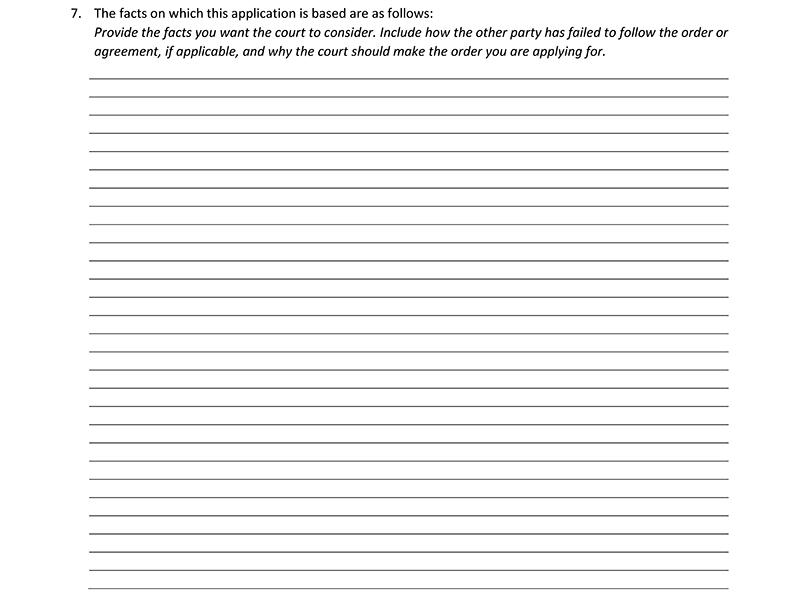 7. The facts on which this application is based are as follows:
Provide the facts you want the court to consider. Include how the other party has failed to follow the order or
agreement, if applicable, and why the court should make the order you are applying for.